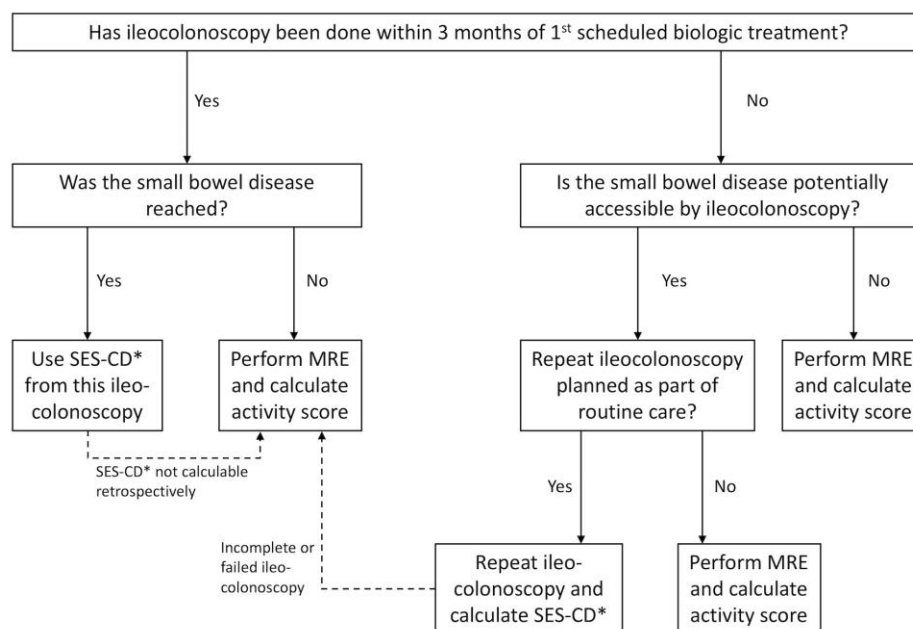 Has ileocolonoscopy been done within 3 months of 1st scheduled biologic treatment?
Yes
No
Was the small bowel disease
reached?
Is the small bowel disease potentially
accessible by ileocolonoscopy?
Yes
No
Yes
No
Use SES-CD*
from this ileo-
colonoscopy
Perform MRE
and calculate
activity score
Repeat ileocolonoscopy
planned as part of
routine care?
Perform MRE
and calculate
activity score
SES-CD* not calculable
retrospectively
Yes
No
Incomplete or
failed ileo-
colonoscopy
Repeat ileo-
colonoscopy and
calculate SES-CD*
Perform MRE
and calculate
activity score